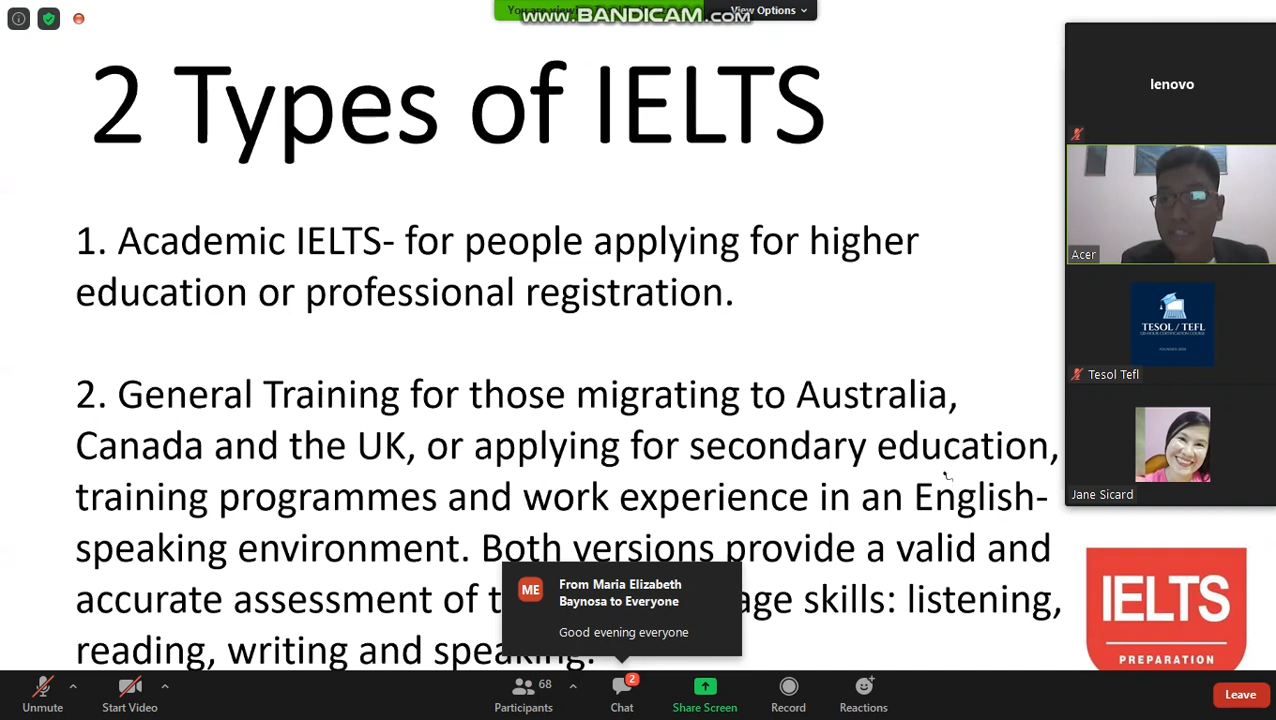 www.BANDICAM.com
View Options
2 Types of IELTS
1. Academic IELTS- for people applying for higher
education or professional registration.
2. General Training for those migrating to Australia,
Canada and the UK, or applying for secondary education,
training programmes and work experience in an English-
speaking environment. Both versions provide a valid and
accurate assessment of age skills: listening,
reading, writing and speaking.
From Maria Elizabeth
Baynosa to Everyone
ME
Good evening everyone
lenovo
Acer
TESOL / TEFL
Tesol Tefl
Jane Sicard
IELTS
PREPARATION
Unmute
Start Video
68
Participants
2
Chat
Share Screen
Record
Reactions
Leave